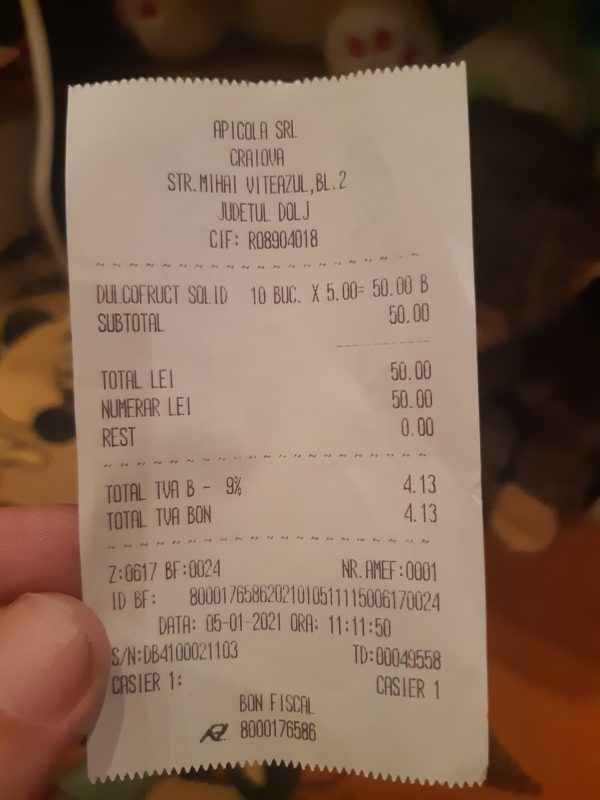 APICOLA SRL
CRAIOVA
STR.MIHAI VITEAZUL,BL.2
JUDETUL DOLJ
CIF: RO8904018
DULCOFRUCT SOLID 10 BUC. X 5.00= 50.00 B
SUBTOTAL 50.00
TOTAL LEI 50.00
NUMERAR LEI 50.00
REST 0.00
TOTAL TVA B - 9% 4.13
TOTAL TVA BON 4.13
Z:0617 BF:0024 NR.AMEF:0001
ID BF: 80001765862021010511115006170024
DATA: 05-01-2021 ORA: 11:11:50
S/N:DB4100021103 TD:00049558
CASIER 1: CASIER 1
BON FISCAL
8000176586